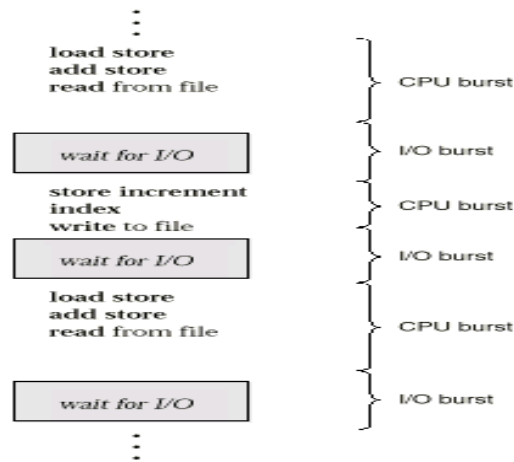 load store
add store
read from file
CPU burst
wait for I/O
I/O burst
store increment
index
write to file
CPU burst
wait for I/O
I/O burst
load store
add store
read from file
CPU burst
wait for I/O
I/O burst